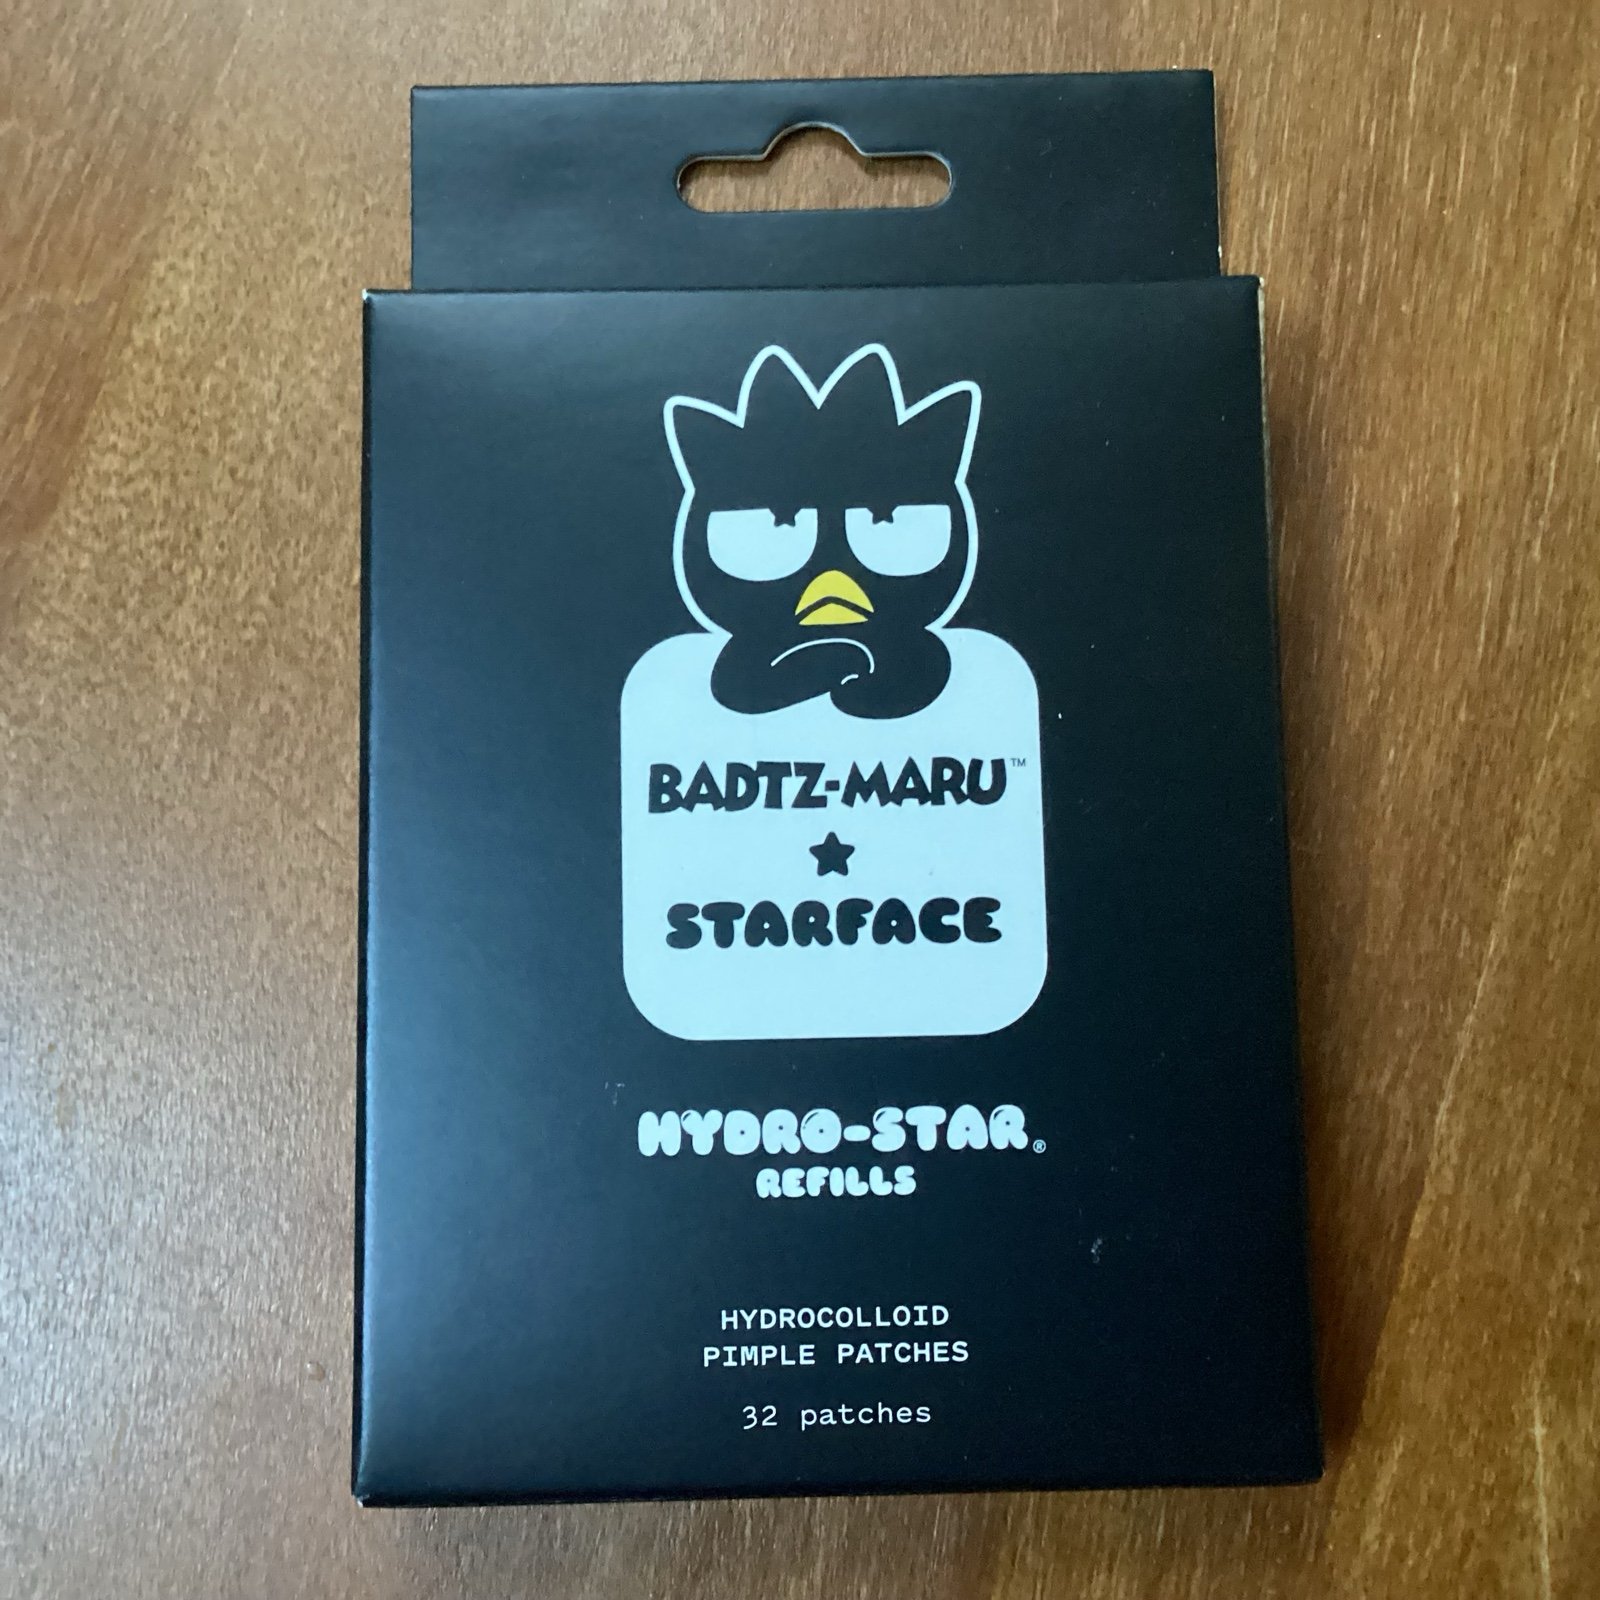 BADTZ-MARU™
★
STARFACE
HYDRO-STAR®
REFILLS
HYDROCOLLOID
PIMPLE PATCHES
32 patches